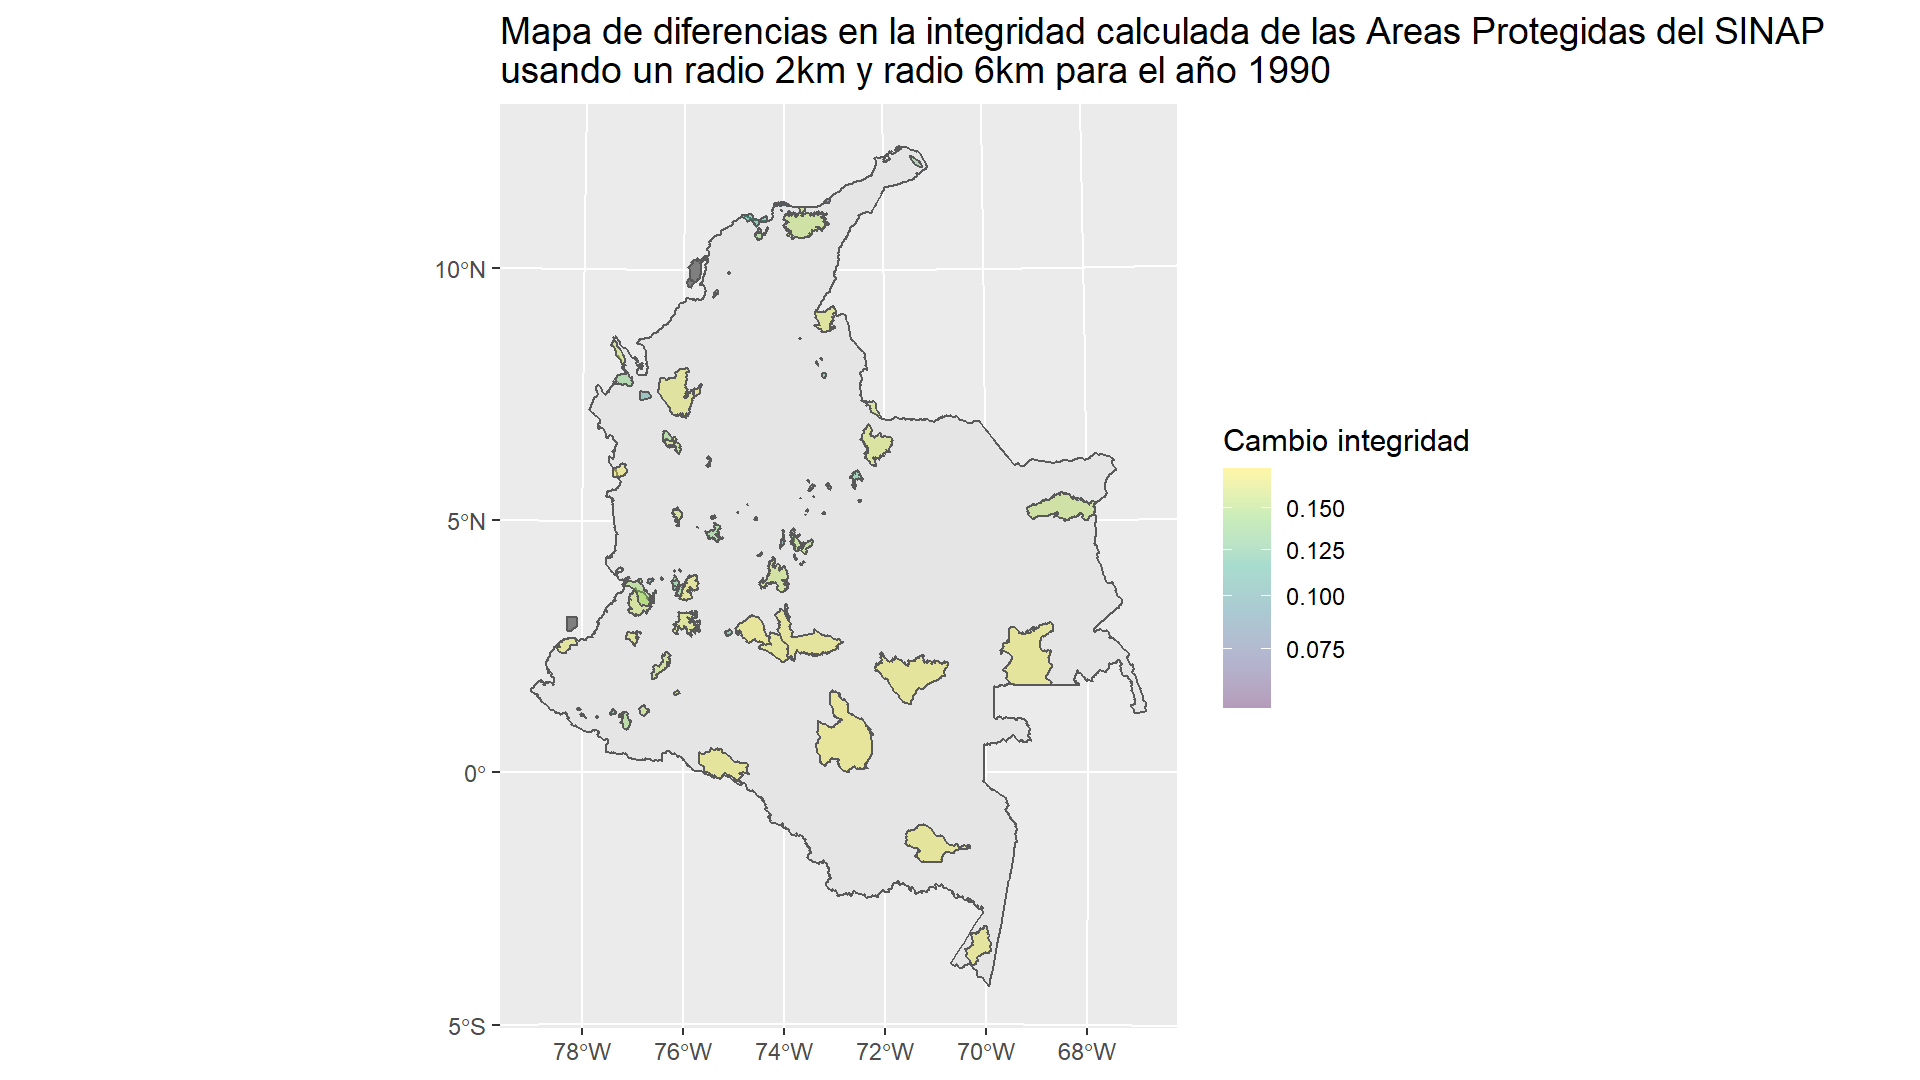 Mapa de diferencias en la integridad calculada de las Areas Protegidas del SINAP
usando un radio 2km y radio 6km para el año 1990
10°N
5°N
0°
5°S
78°W 76°W 74°W 72°W 70°W 68°W
Cambio integridad
0.150
0.125
0.100
0.075